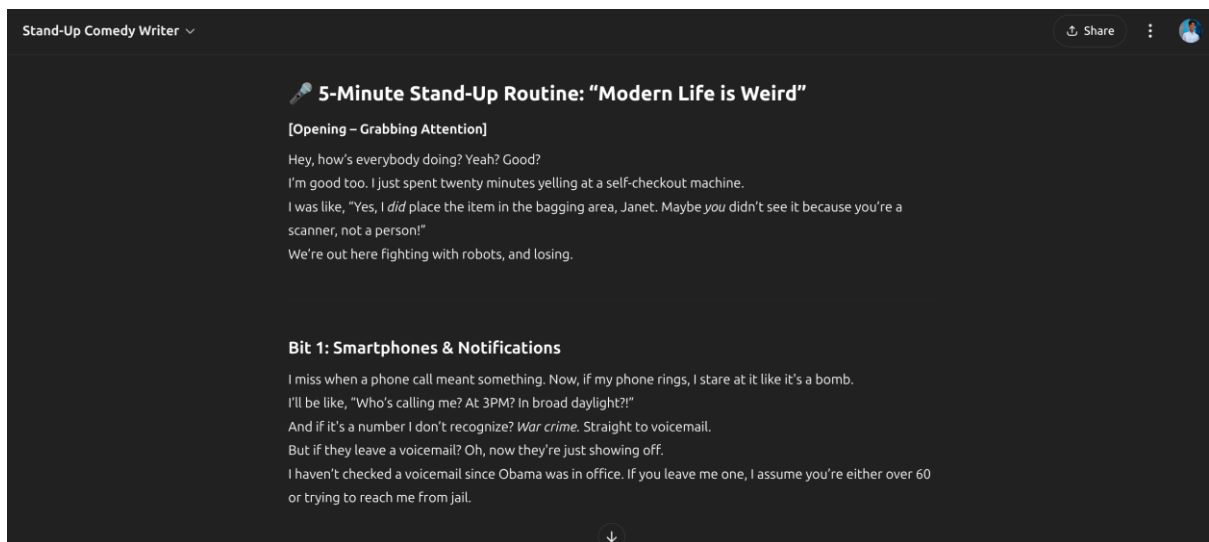 Stand-Up Comedy Writer
Share
🎤 5-Minute Stand-Up Routine: “Modern Life is Weird”
[Opening – Grabbing Attention]
Hey, how’s everybody doing? Yeah? Good?
I’m good too. I just spent twenty minutes yelling at a self-checkout machine.
I was like, “Yes, I did place the item in the bagging area, Janet. Maybe you didn’t see it because you’re a
scanner, not a person!”
We’re out here fighting with robots, and losing.
Bit 1: Smartphones & Notifications
I miss when a phone call meant something. Now, if my phone rings, I stare at it like it's a bomb.
I’ll be like, “Who’s calling me? At 3PM? In broad daylight?!”
And if it's a number I don’t recognize? War crime. Straight to voicemail.
But if they leave a voicemail? Oh, now they're just showing off.
I haven’t checked a voicemail since Obama was in office. If you leave me one, I assume you’re either over 60
or trying to reach me from jail.